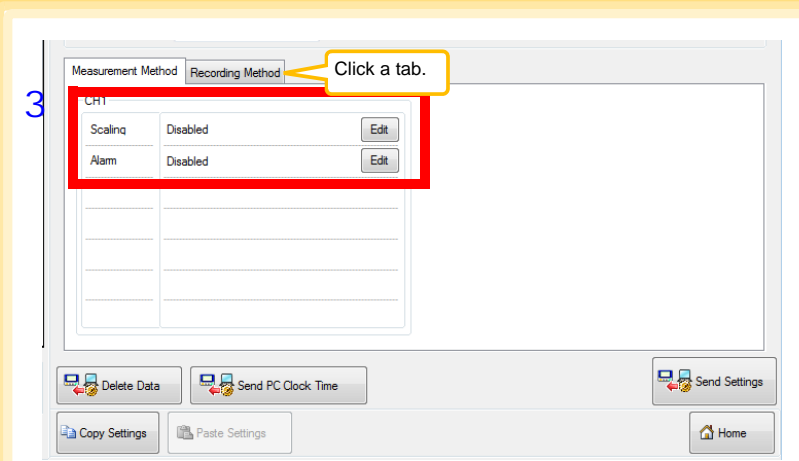 Measurement Method Recording Method Click a tab.
3
CH1
Scaling Disabled Edit
Alarm Disabled Edit
Delete Data Send PC Clock Time Send Settings
Copy Settings Paste Settings Home